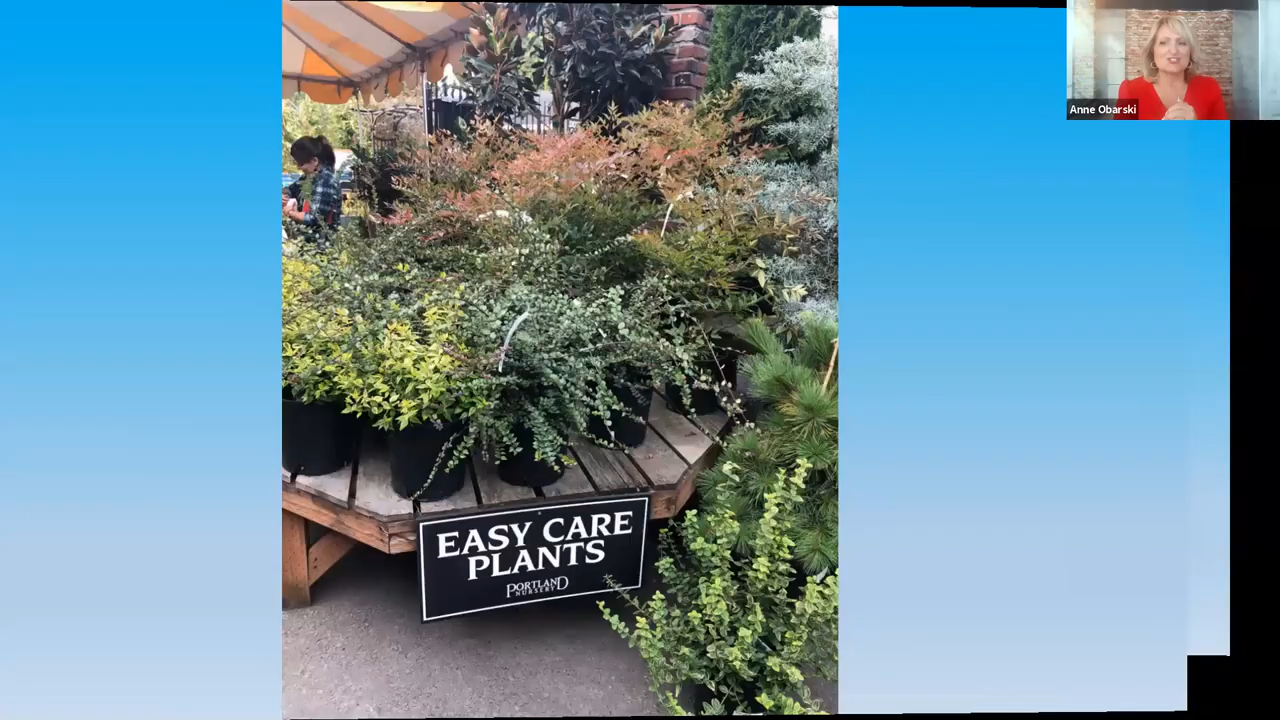 Anne Obarski
EASY CARE
PLANTS
PORTLAND
NURSERY